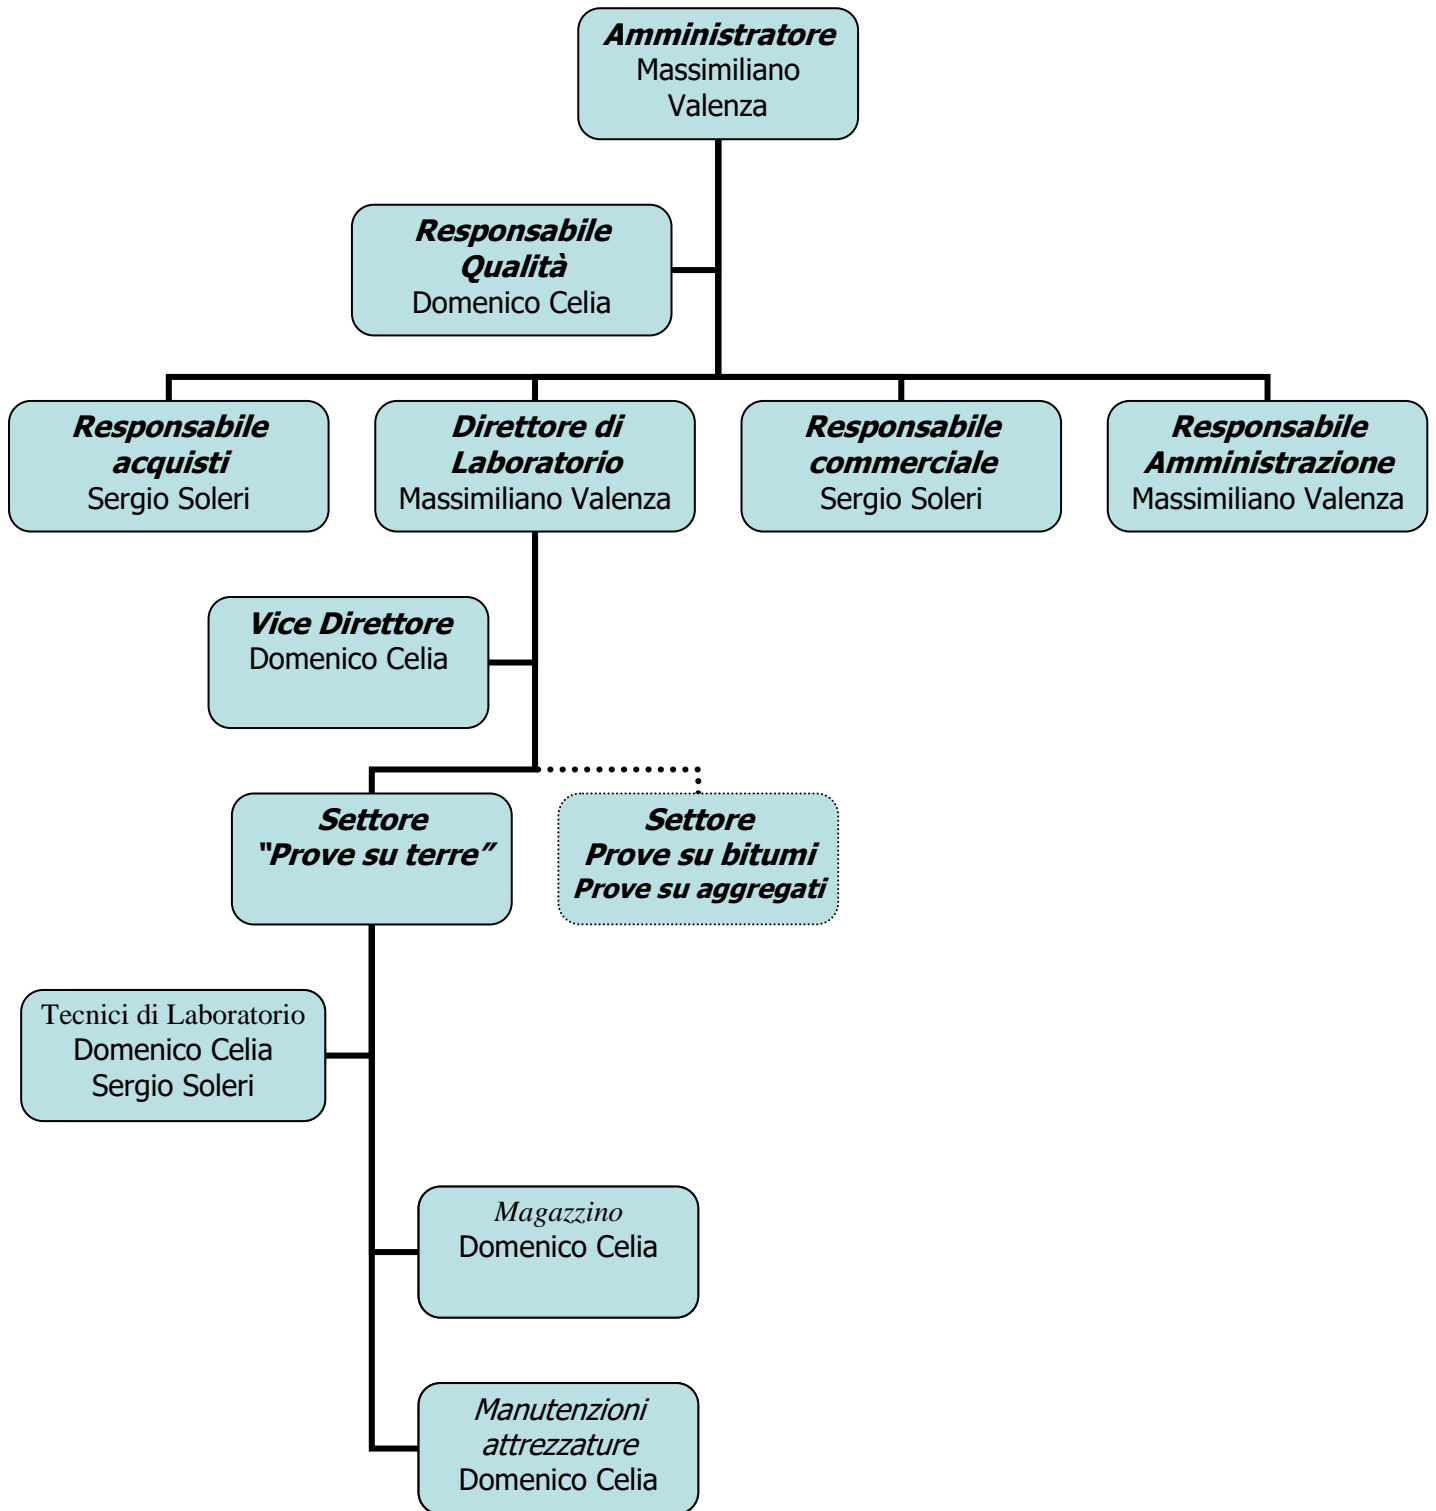 Amministratore
Massimiliano
Valenza
Responsabile
Qualità
Domenico Celia
Responsabile
acquisti
Sergio Soleri
Direttore di
Laboratorio
Massimiliano Valenza
Responsabile
commerciale
Sergio Soleri
Responsabile
Amministrazione
Massimiliano Valenza
Vice Direttore
Domenico Celia
Settore
“Prove su terre”
Settore
Prove su bitumi
Prove su aggregati
Tecnici di Laboratorio
Domenico Celia
Sergio Soleri
Magazzino
Domenico Celia
Manutenzioni
attrezzature
Domenico Celia